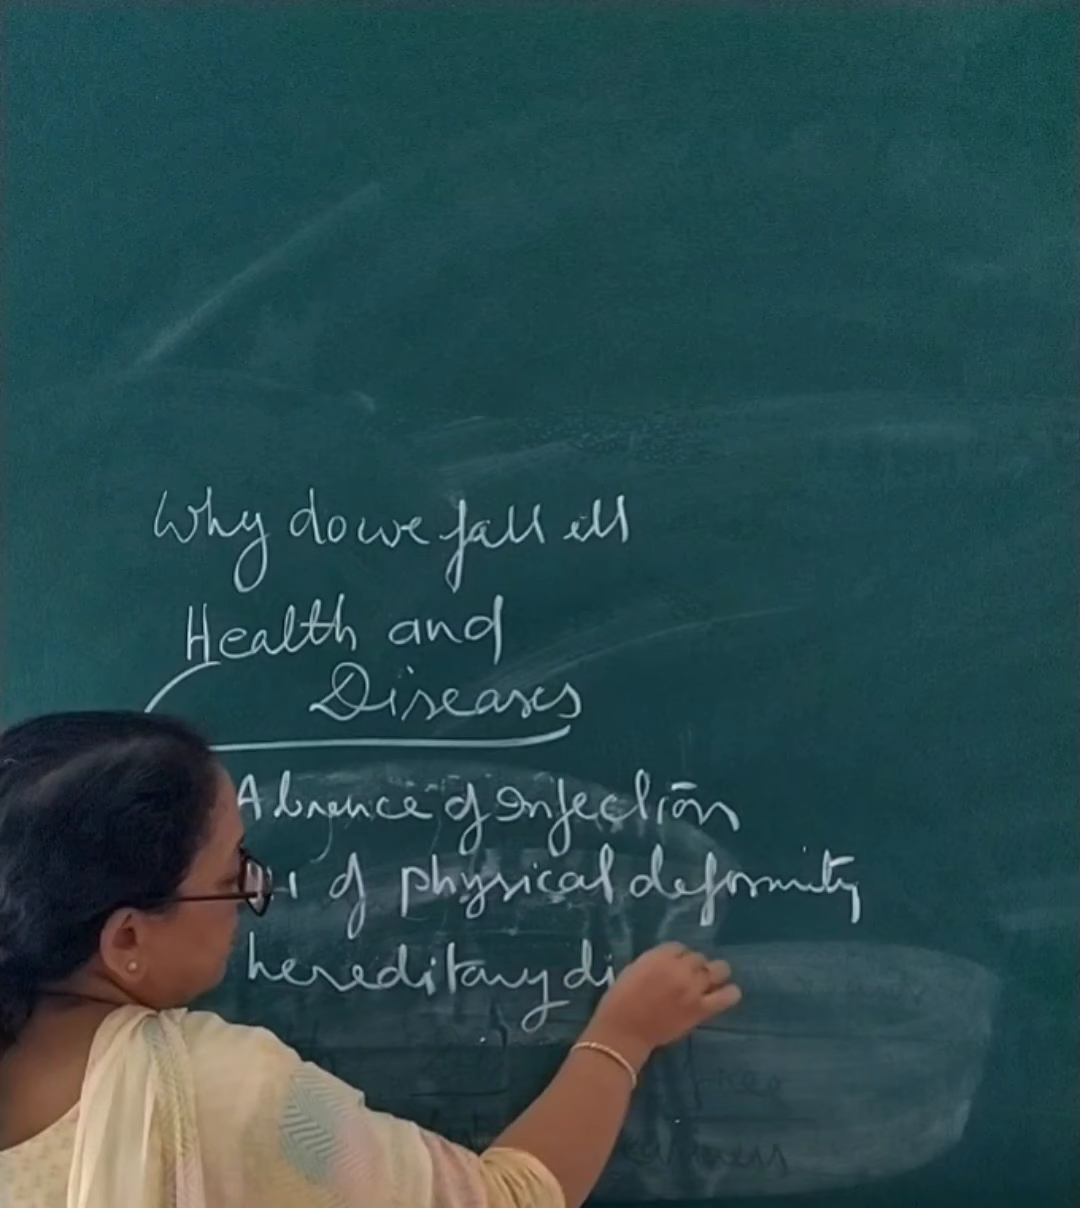 Why do we fall ill
Health and
Diseases
Absence of Infection
of physical deformity
hereditary di